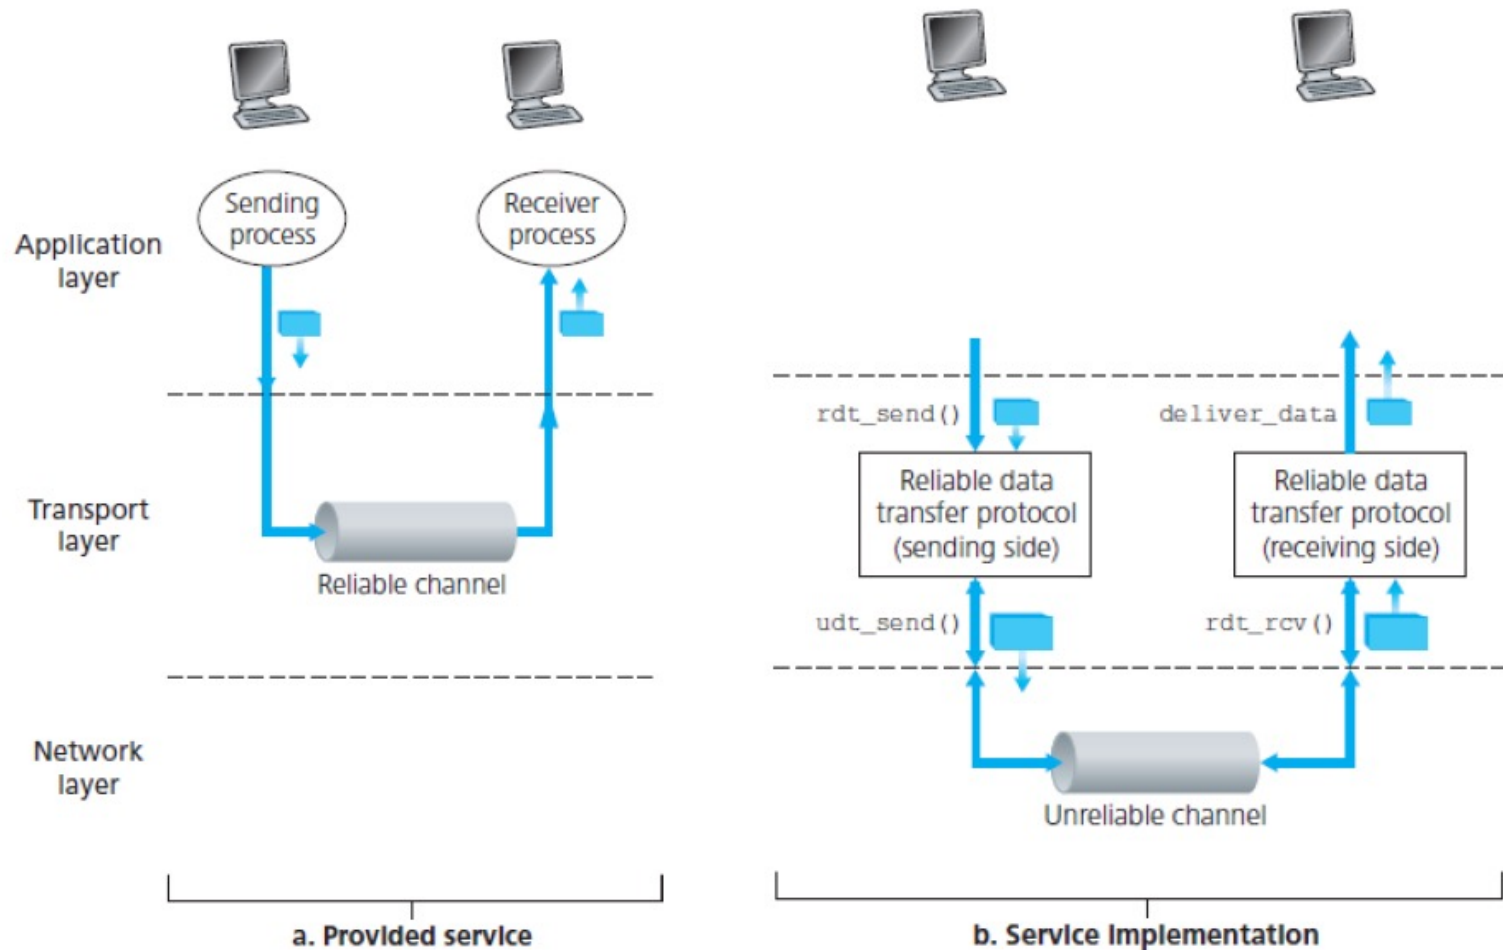 Sending
process
Receiver
process
Application
layer
Transport
layer
Reliable channel
Network
layer
a. Provided service
rdt_send()
deliver_data
Reliable data
transfer protocol
(sending side)
Reliable data
transfer protocol
(receiving side)
udt_send()
rdt_rcv()
Unreliable channel
b. Service implementation